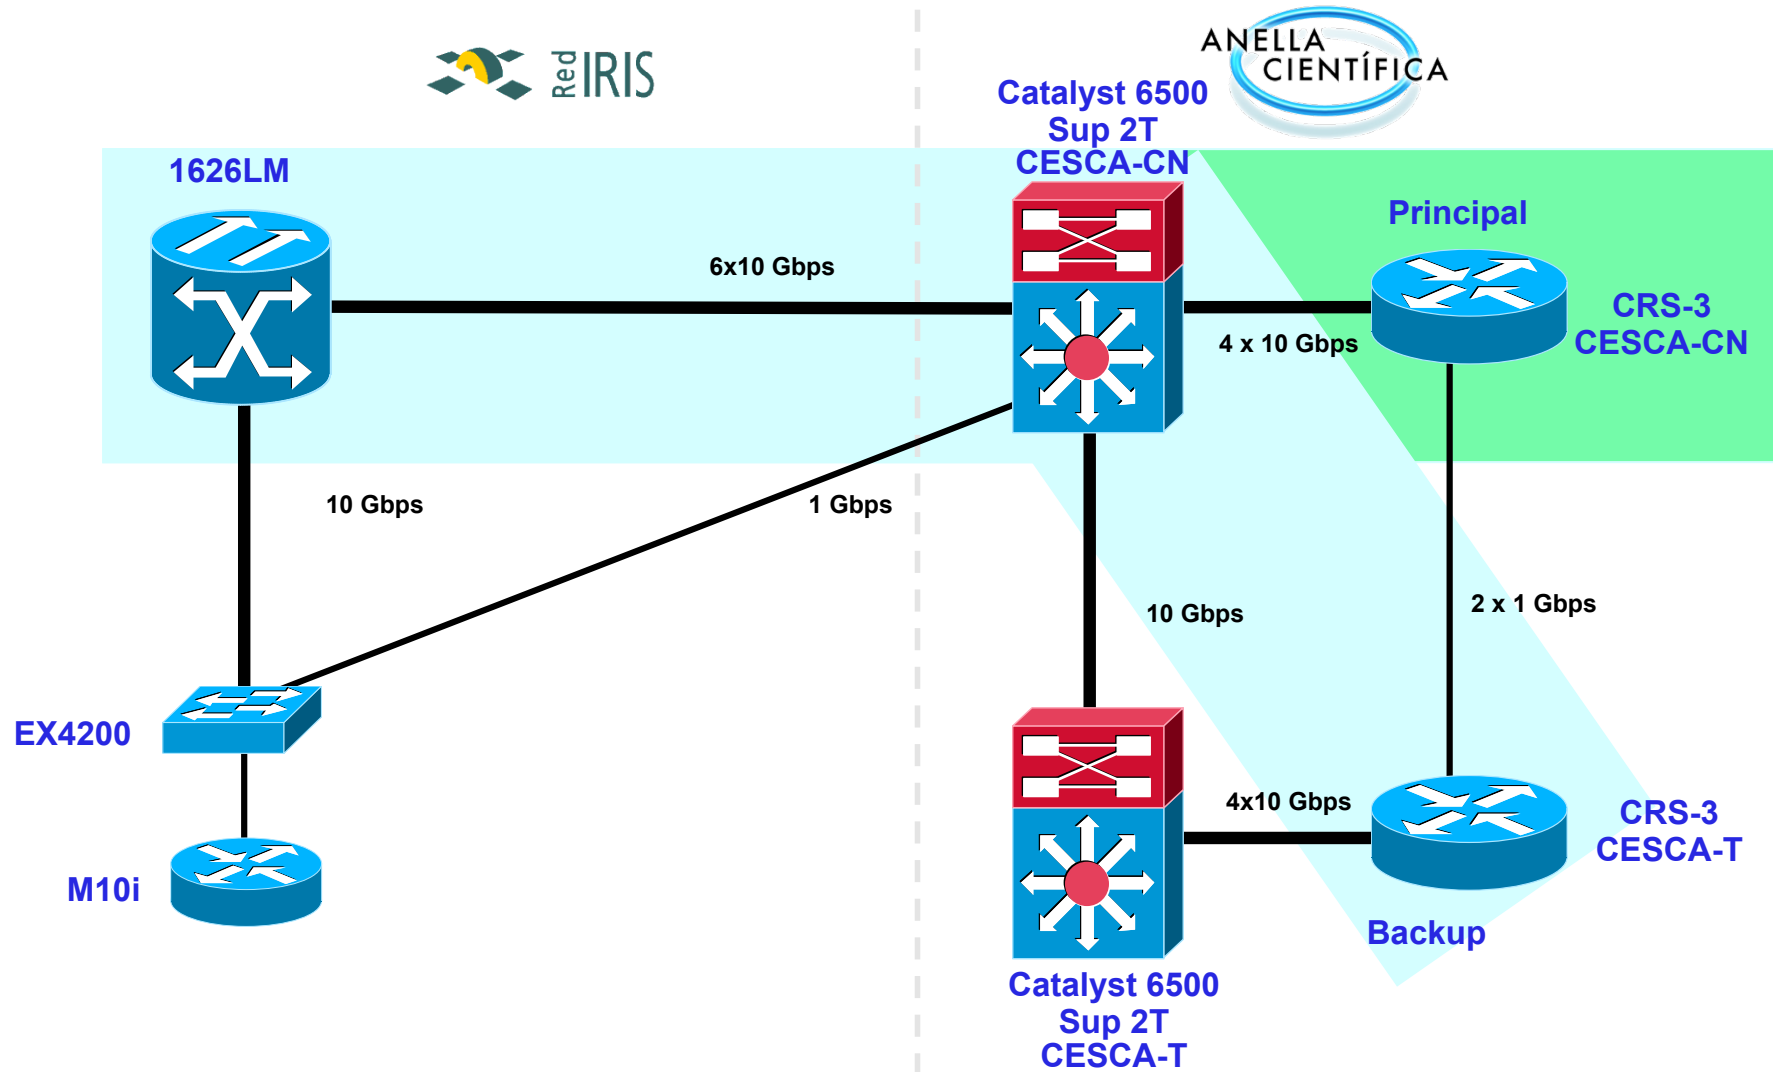 Red IRIS
ANELLA
CIENTÍFICA
Catalyst 6500
Sup 2T
CESCA-CN
1626LM
Principal
6x10 Gbps
CRS-3
CESCA-CN
4 x 10 Gbps
10 Gbps
1 Gbps
2 x 1 Gbps
10 Gbps
EX4200
4x10 Gbps
CRS-3
CESCA-T
M10i
Backup
Catalyst 6500
Sup 2T
CESCA-T